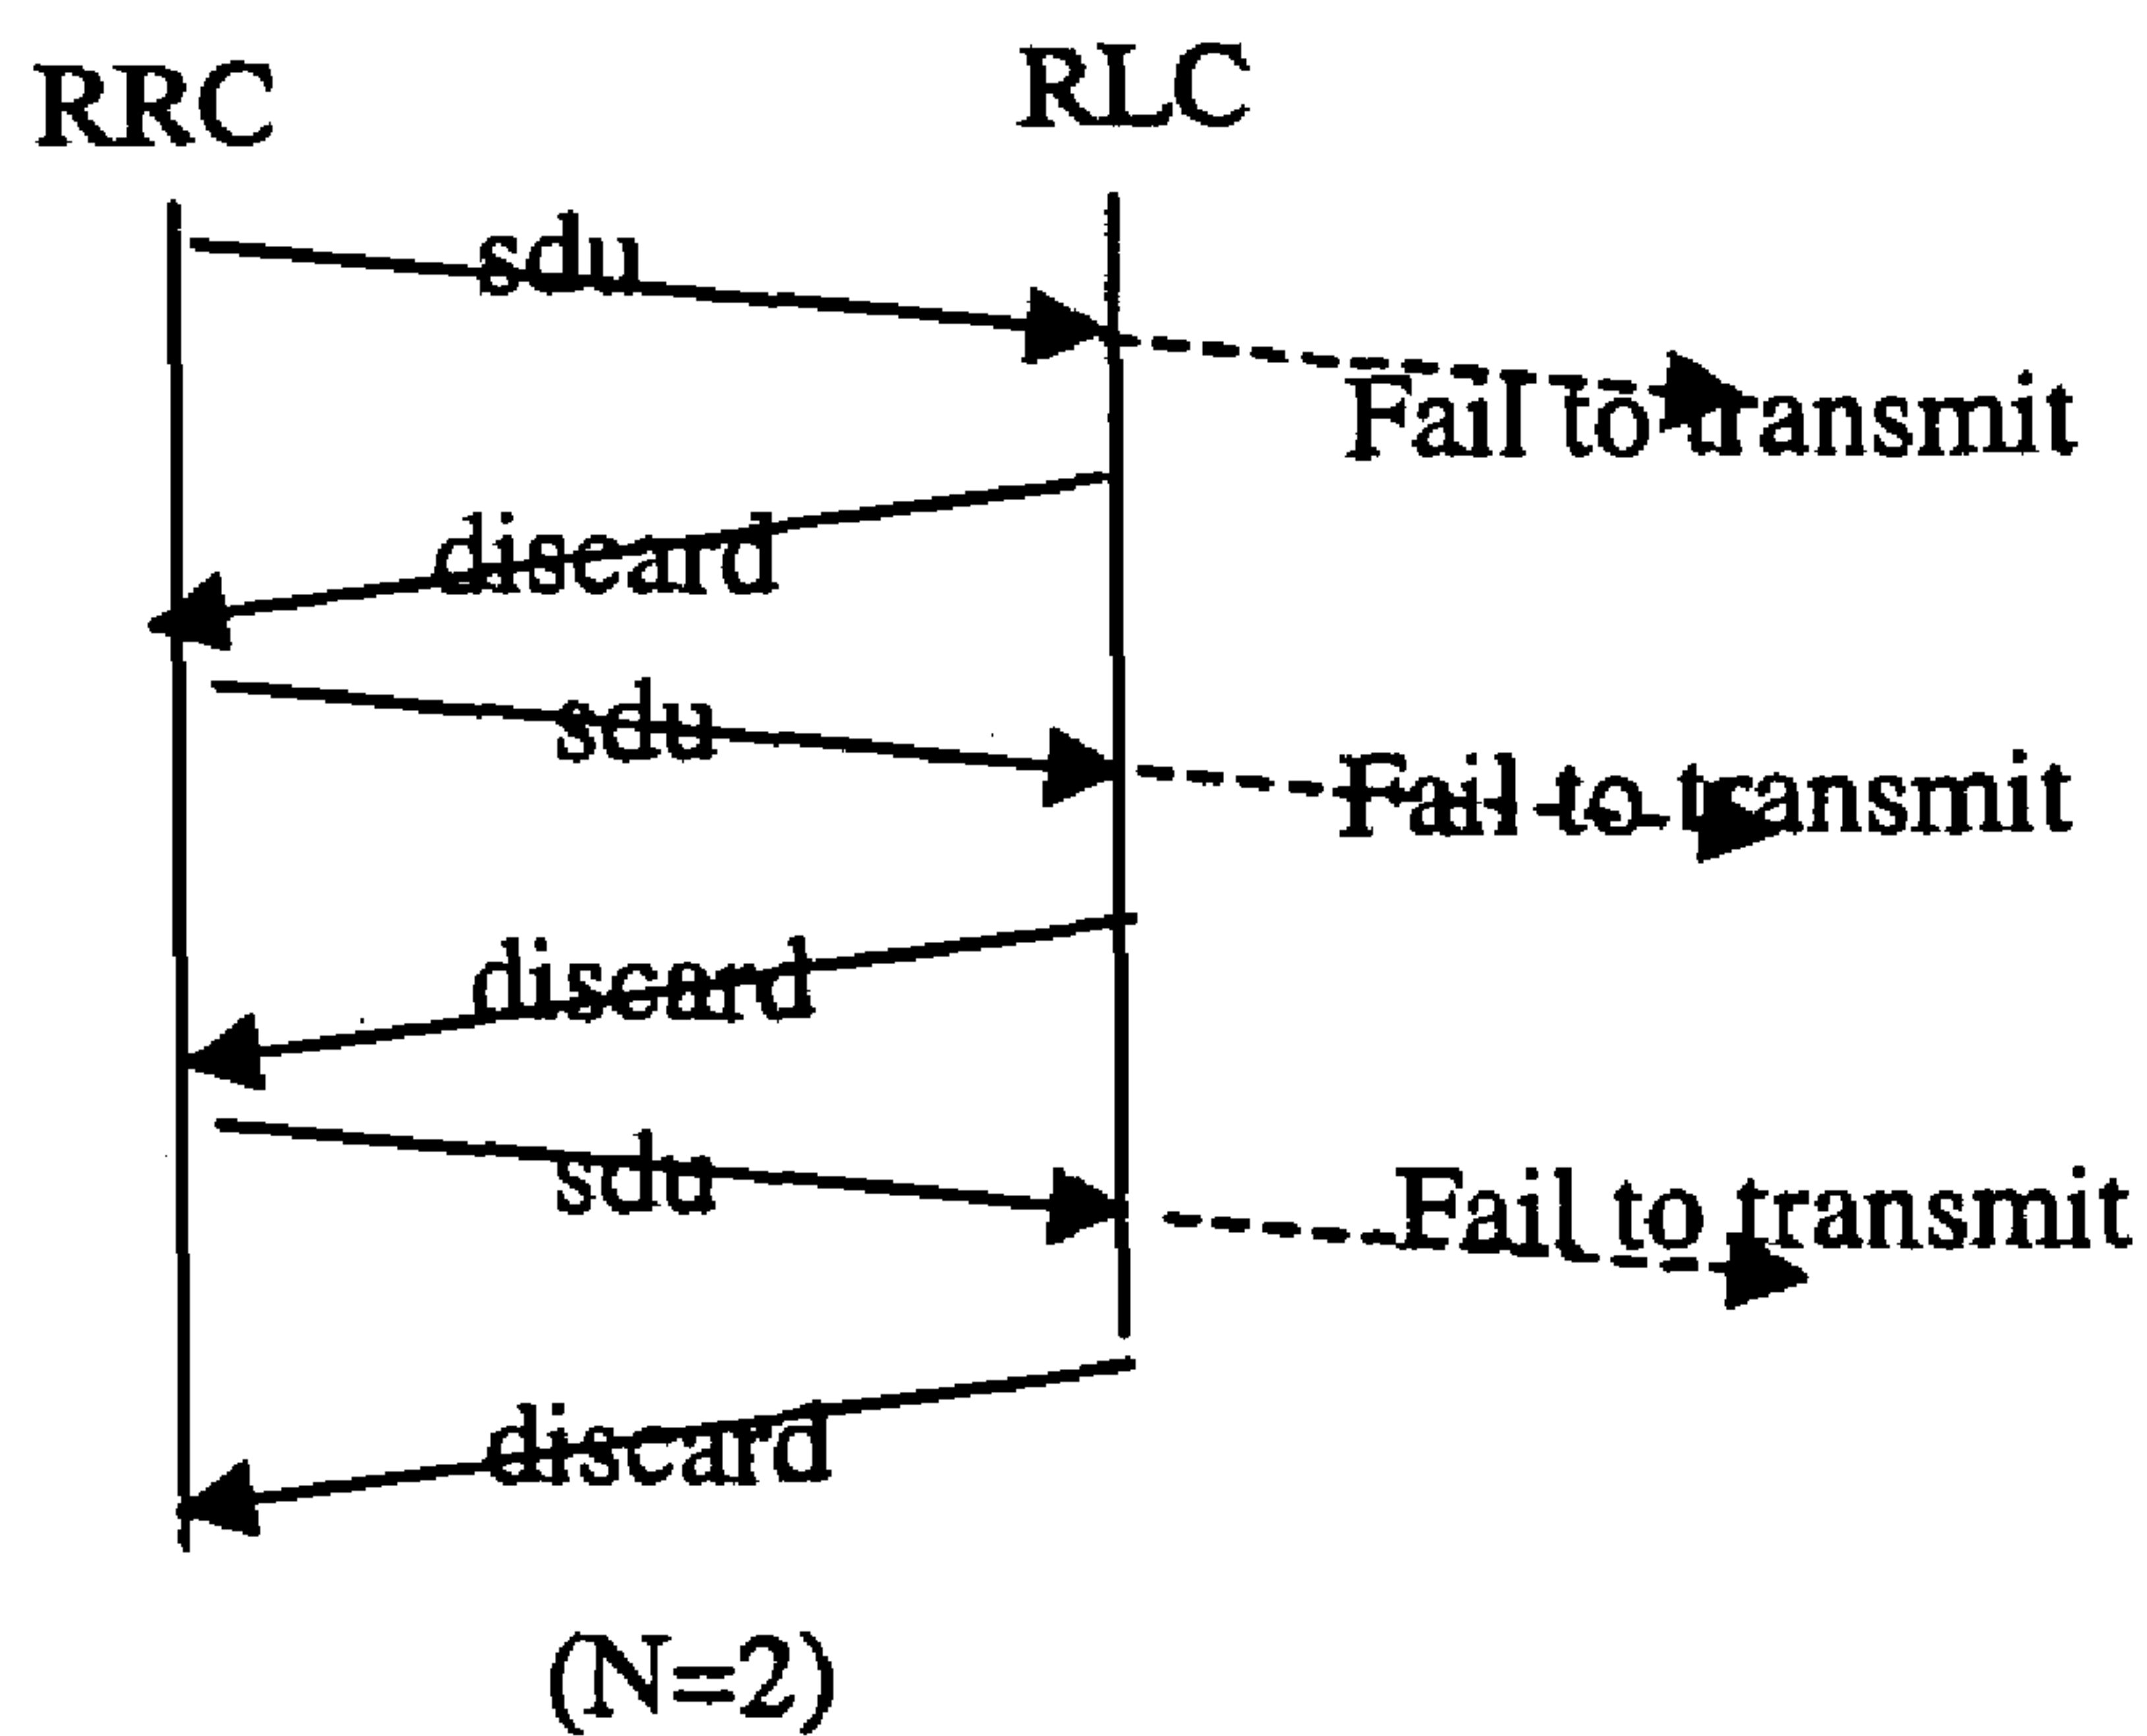 RRC
RLC
sdu
Fail to transmit
discard
sdu
Fail to transmit
discard
sdu
Fail to transmit
discard
(N=2)